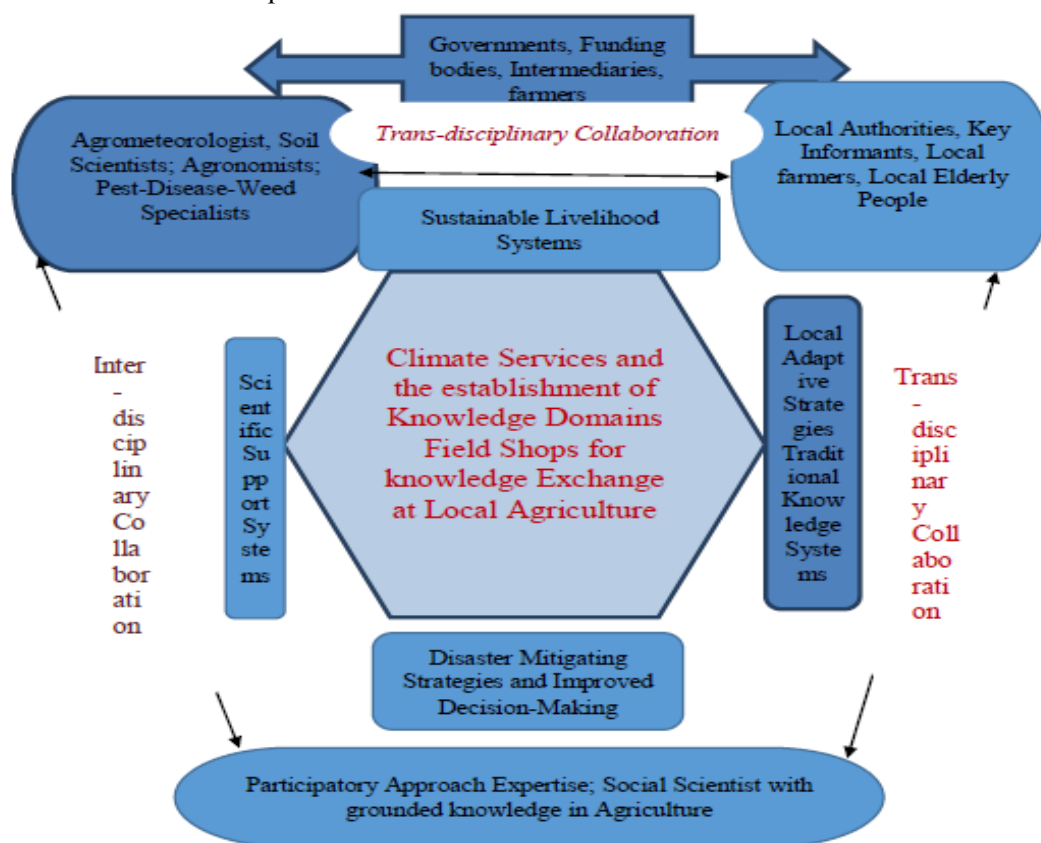 Governments, Funding
bodies, Intermediaries,
farmers
Trans-disciplinary Collaboration
Agrometeorologist, Soil
Scientists; Agronomists;
Pest-Disease-Weed
Specialists
Local Authorities, Key
Informants, Local
farmers, Local Elderly
People
Sustainable Livelihood
Systems
Inter
-
dis
cip
lin
ary
Co
lla
bor
ati
on
Sci
ent
ific
Su
pp
ort
Sy
ste
ms
Climate Services and
the establishment of
Knowledge Domains
Field Shops for
knowledge Exchange
at Local Agriculture
Local
Adapt
ive
Strate
gies
Tradit
ional
Know
ledge
Syste
ms
Trans
-
disc
ipli
nar
y
Coll
abo
rati
on
Disaster Mitigating
Strategies and Improved
Decision-Making
Participatory Approach Expertise; Social Scientist with
grounded knowledge in Agriculture